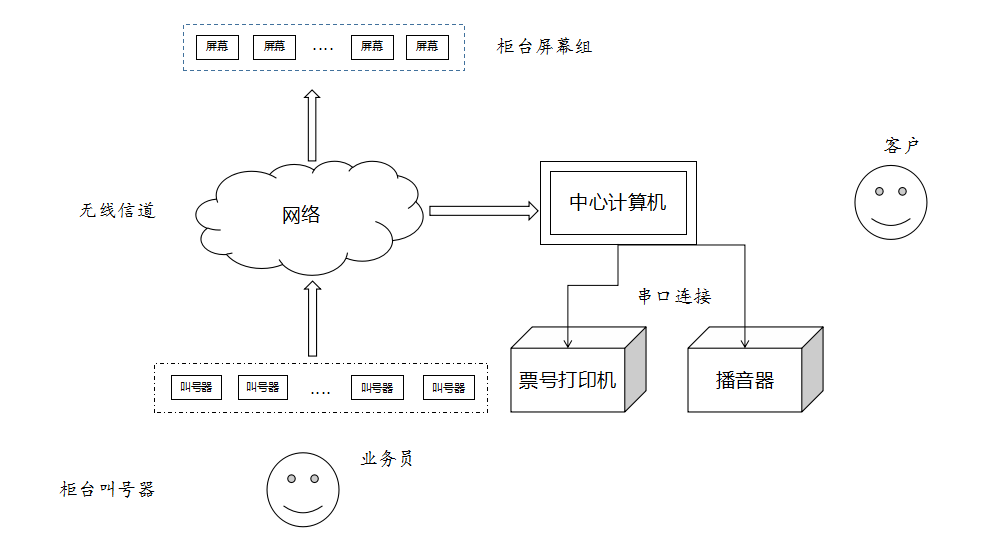 屏幕 屏幕 .... 屏幕 屏幕
柜台屏幕组
客户
无线信道
网络
中心计算机
串口连接
票号打印机
播音器
叫号器 叫号器 .... 叫号器 叫号器
业务员
柜台叫号器